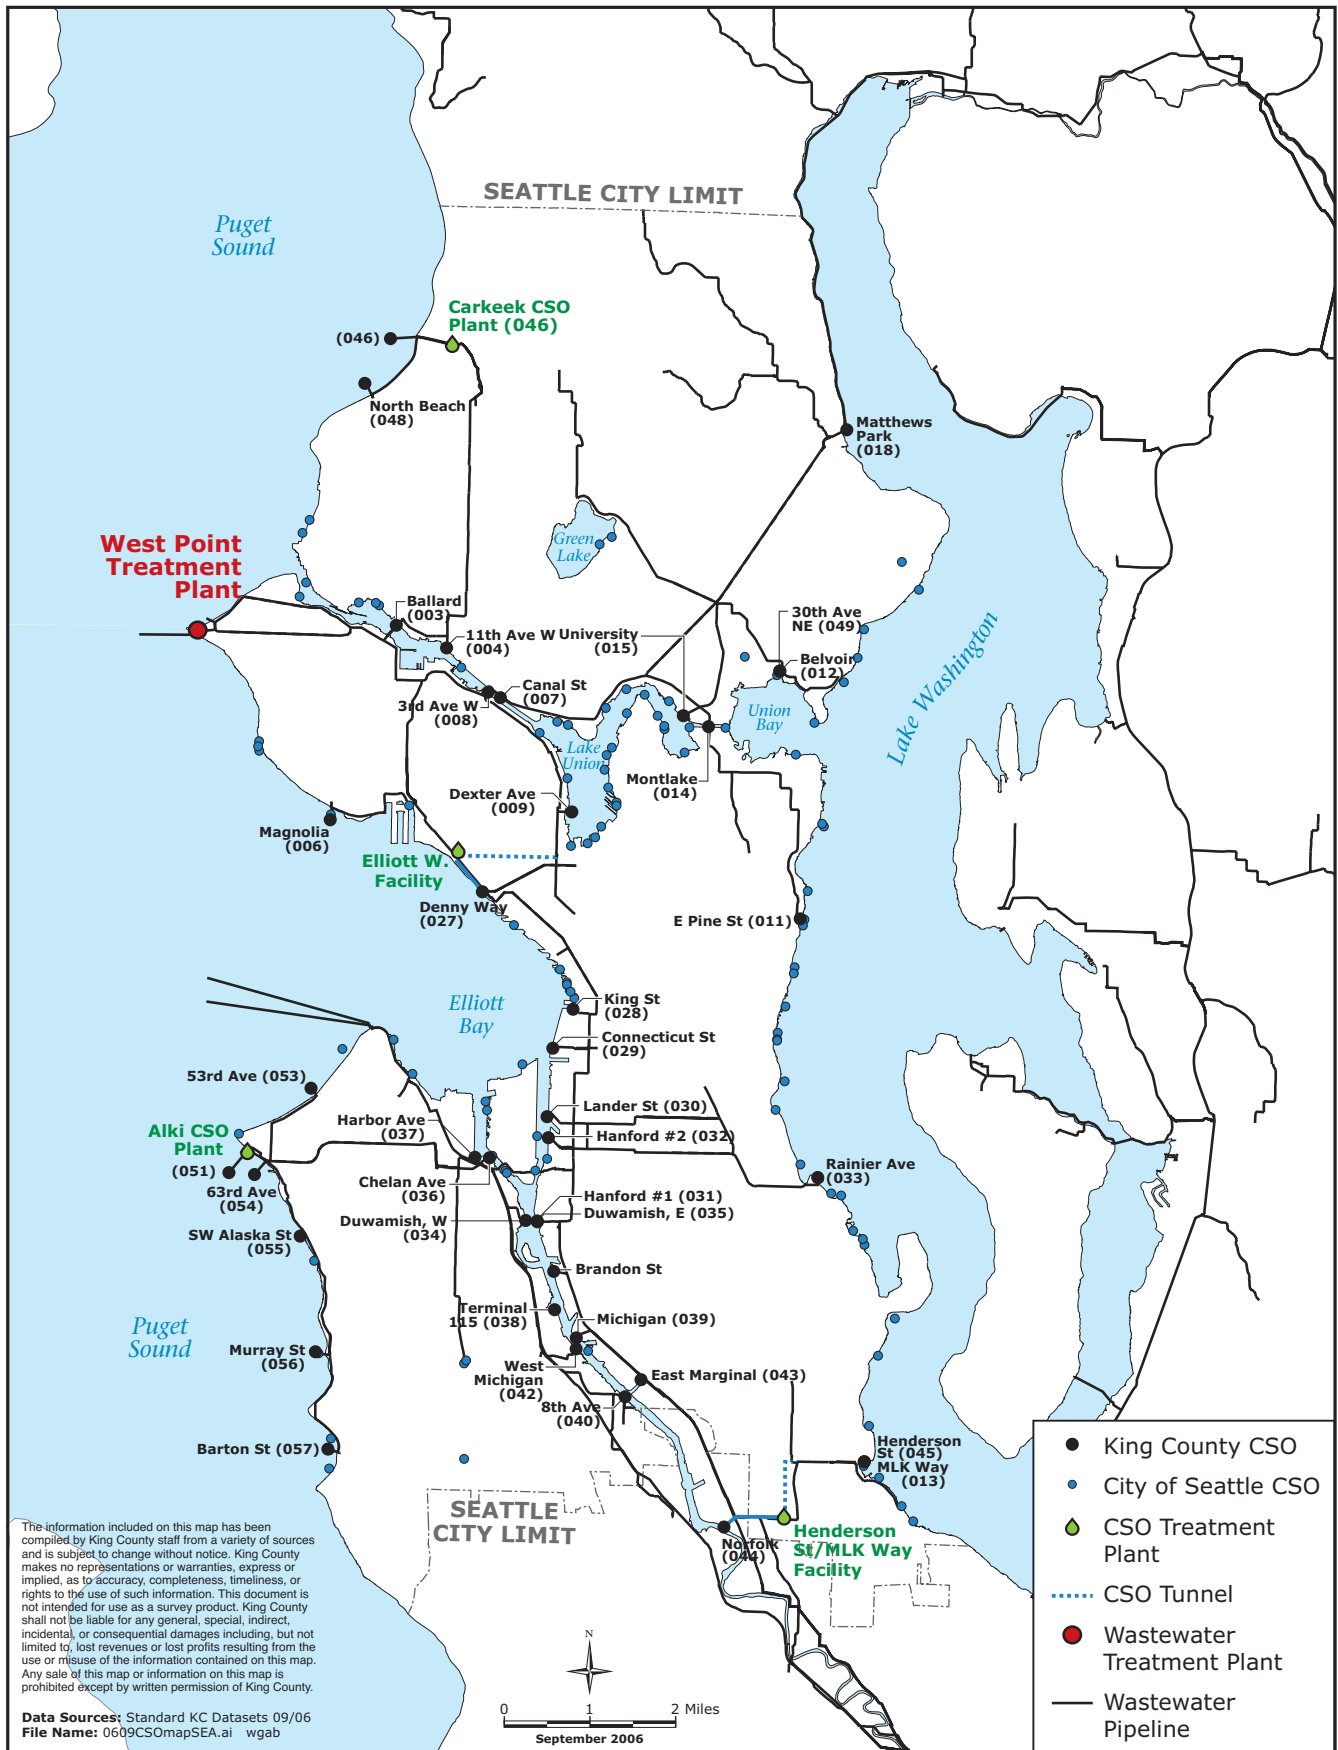 SEATTLE CITY LIMIT
Puget
Sound
Carkeek CSO
Plant (046)
(046)
North Beach
(048)
Matthews
Park
(018)
Green
Lake
West Point
Treatment
Plant
Ballard
(003)
11th Ave W
(004)
University
(015)
30th Ave
NE (049)
Belvoir
(012)
Lake Washington
Canal St
(007)
3rd Ave W
(008)
Union
Bay
Lake
Union
Montlake
(014)
Dexter Ave
(009)
Magnolia
(006)
Elliott W.
Facility
Denny Way
(027)
E Pine St (011)
Elliott
Bay
King St
(028)
Connecticut St
(029)
53rd Ave (053)
Lander St (030)
Harbor Ave
(037)
Hanford #2 (032)
Alki CSO
Plant
(051)
63rd Ave
(054)
Chelan Ave
(036)
Rainier Ave
(033)
Hanford #1 (031)
Duwamish, E (035)
Duwamish, W
(034)
SW Alaska St
(055)
Brandon St
Terminal
115 (038)
Michigan (039)
Puget
Sound
Murray St
(056)
West
Michigan
(042)
East Marginal (043)
8th Ave
(040)
Barton St (057)
Henderson
St (045)
MLK Way
(013)
SEATTLE
CITY LIMIT
Norfolk
(044)
Henderson
St/MLK Way
Facility
King County CSO
City of Seattle CSO
CSO Treatment
Plant
CSO Tunnel
Wastewater
Treatment Plant
Wastewater
Pipeline
The information included on this map has been
compiled by King County staff from a variety of sources
and is subject to change without notice. King County
makes no representations or warranties, express or
implied, as to accuracy, completeness, timeliness, or
rights to the use of such information. This document is
not intended for use as a survey product. King County
shall not be liable for any general, special, indirect,
incidental, or consequential damages including, but not
limited to, lost revenues or lost profits resulting from the
use or misuse of the information contained on this map.
Any sale of this map or information on this map is
prohibited except by written permission of King County.
Data Sources: Standard KC Datasets 09/06
File Name: 0609CSOmapSEA.ai wgab
N
0 1 2 Miles
September 2006